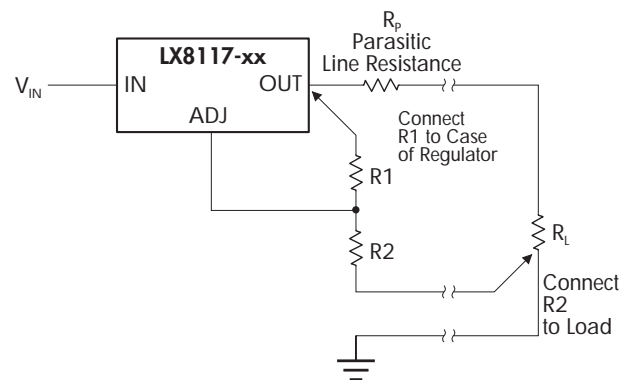 R_P
Parasitic
Line Resistance
LX8117-xx
V_IN
IN
OUT
ADJ
Connect
R1 to Case
of Regulator
R1
R2
R_L
Connect
R2
to Load